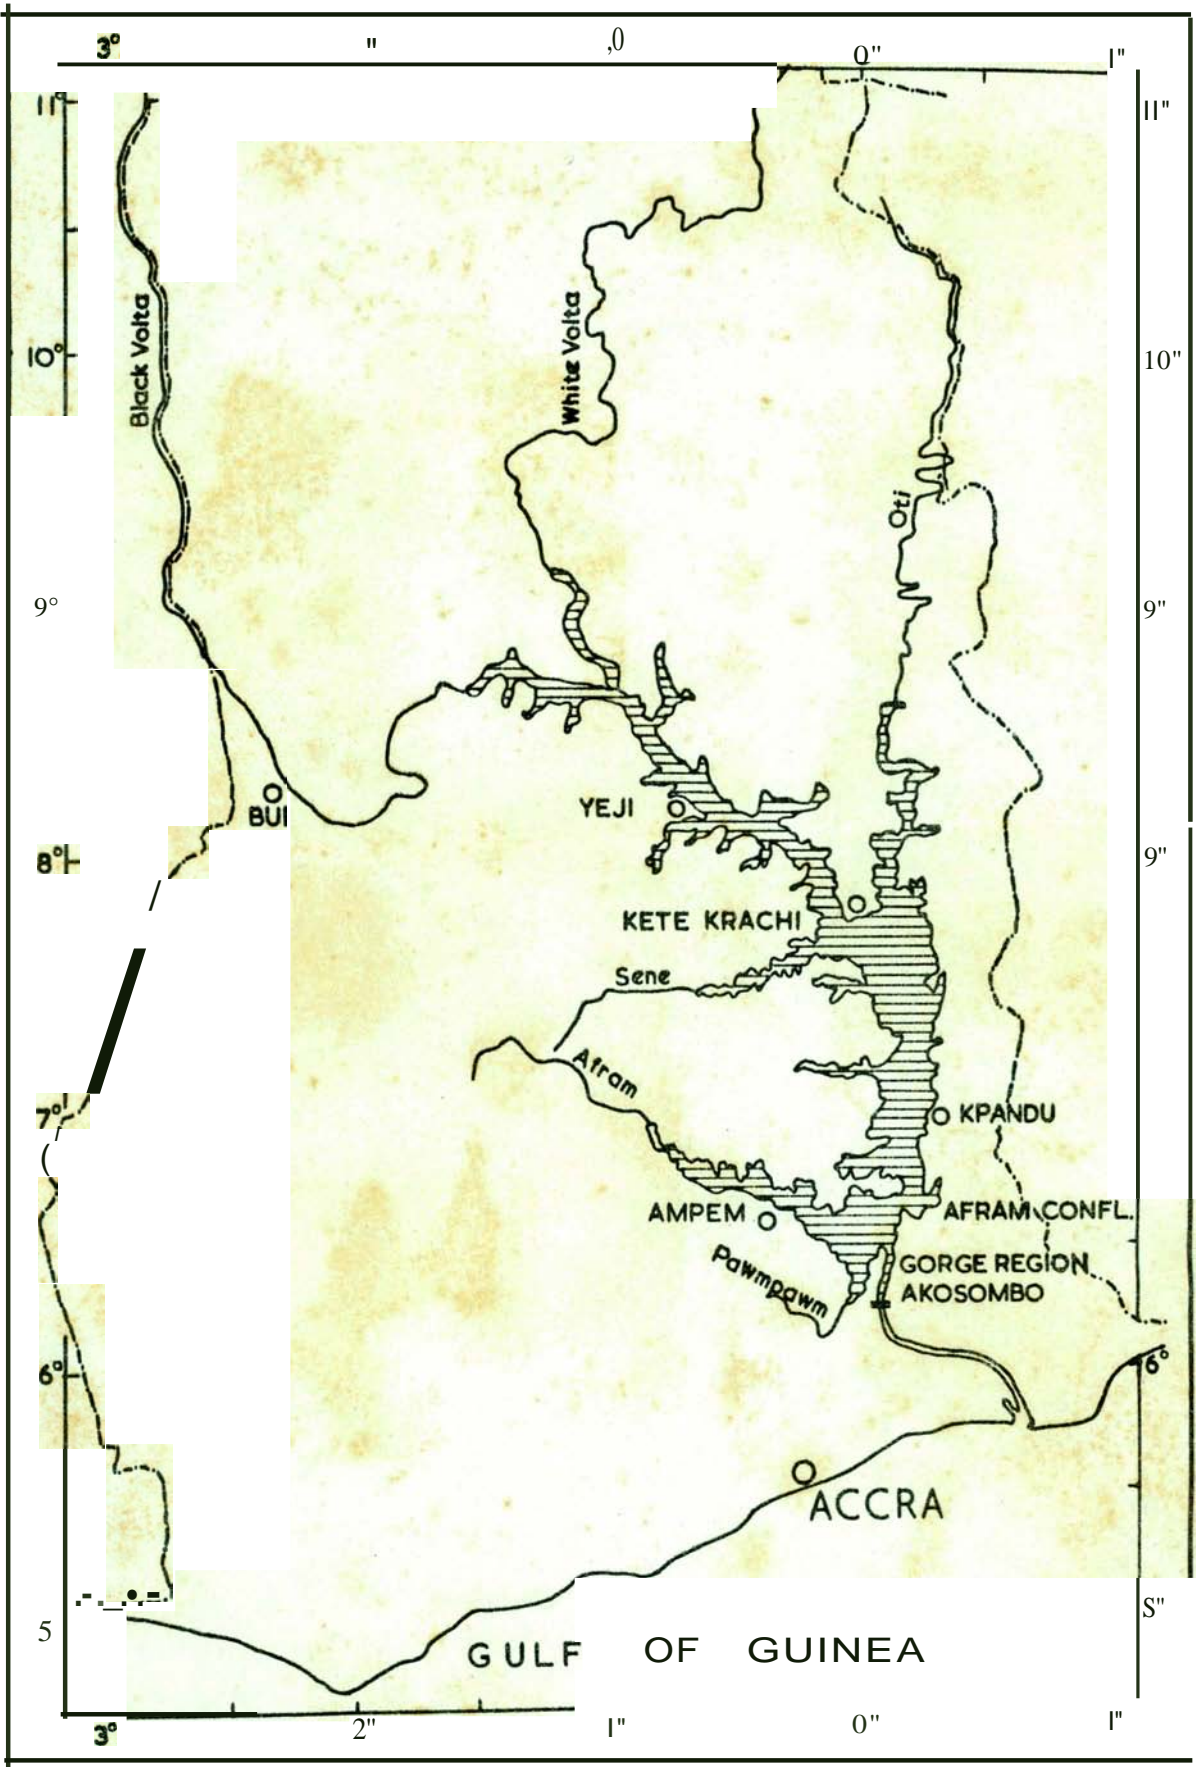 3° " ,0 0" I"
11° II"
Black Volta
White Volta
10° 10"
Oti
9° 9"
BUI
YEJI
8° 9"
KETE KRACHI
Sene
Afram
7°
KPANDU
AMPEM
AFRAM CONFL.
Pawmpawm
GORGE REGION
AKOSOMBO
6° 6°
ACCRA
5 S"
GULF OF GUINEA
3° 2" I" 0" I"